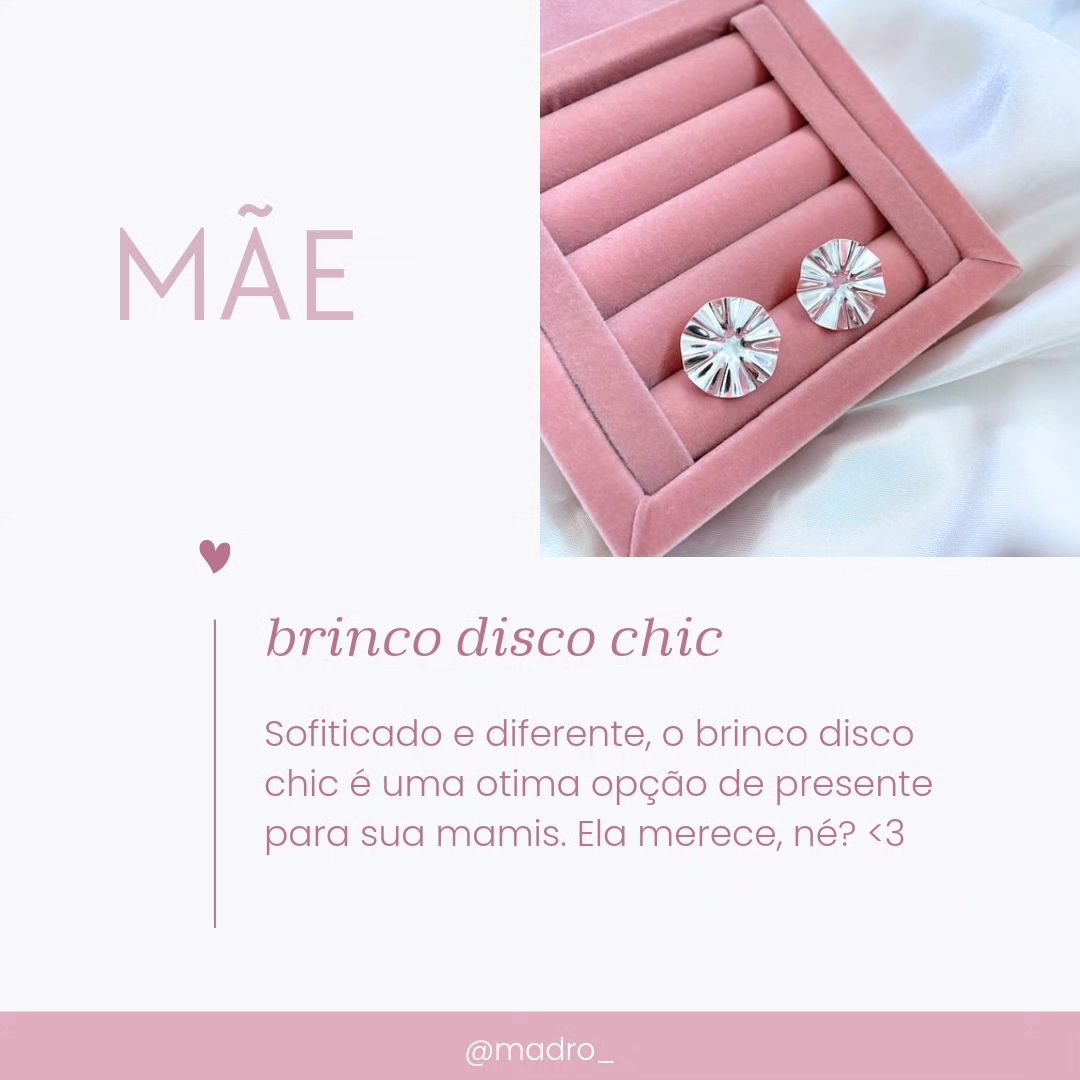 MÃE
brinco disco chic
Sofiticado e diferente, o brinco disco
chic é uma otima opção de presente
para sua mamis. Ela merece, né? <3
@madro_